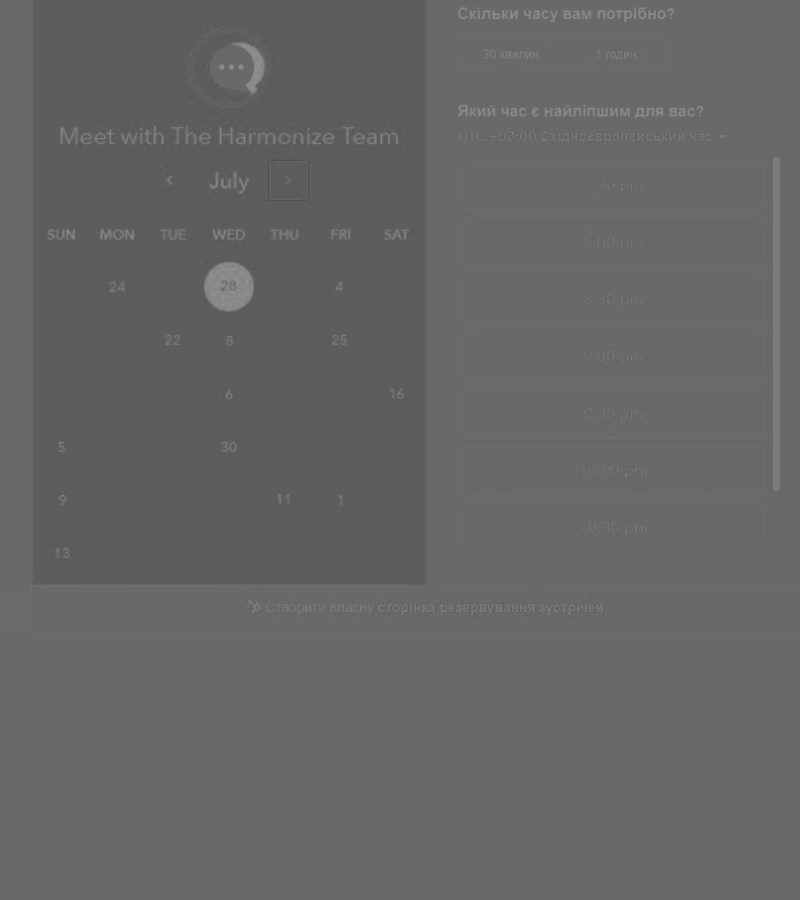 Meet with The Harmonize Team
July
SUN MON TUE WED THU FRI SAT
24 28 4
22 8 25
6 16
5 30
9 11 1
13
Скільки часу вам потрібно?
30 хвилин 1 годин
Який час є найліпшим для вас?
UTC +03:00 Східноєвропейський час
7:30 pm
8:00 pm
8:30 pm
9:00 pm
9:30 pm
10:00 pm
10:30 pm
Створити власну сторінка резервування зустрічей